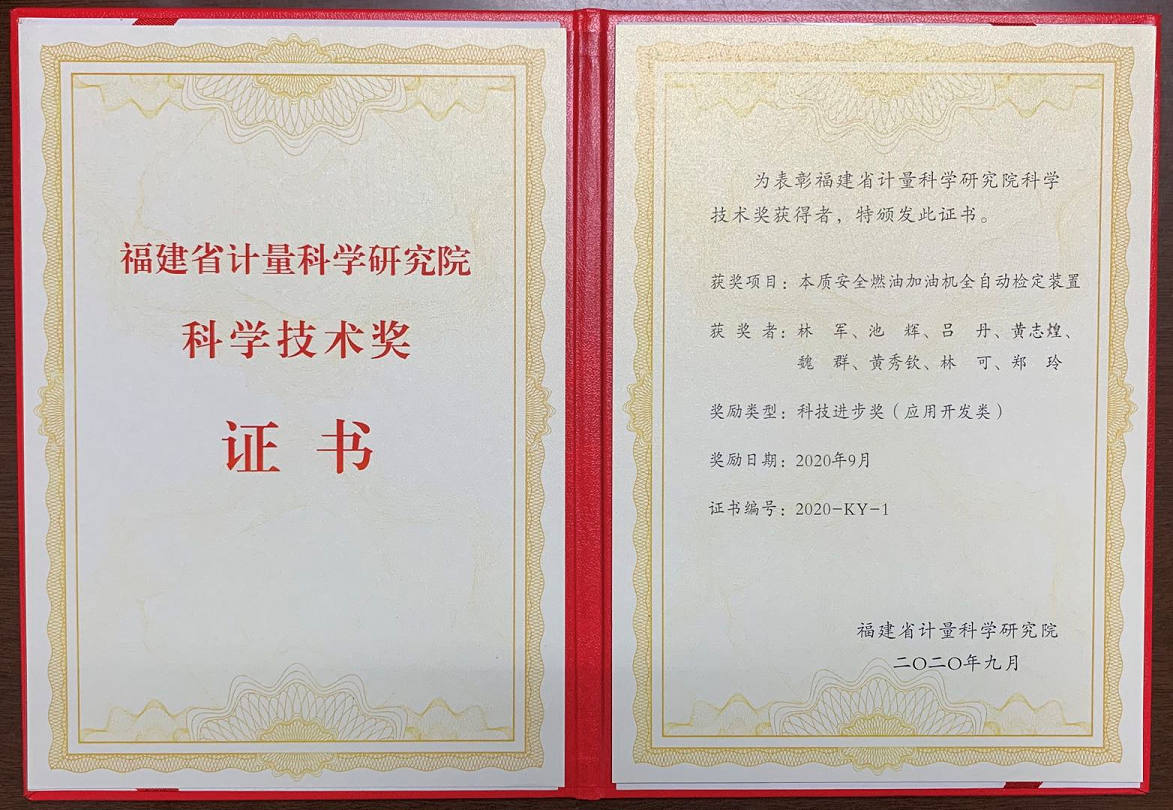 福建省计量科学研究院
科学技术奖
证 书
为表彰福建省计量科学研究院科学
技术奖获得者，特颁发此证书。
获奖项目：本质安全燃油加油机全自动检定装置
获 奖 者：林　军、池　辉、吕　丹、黄志煌、
魏　群、黄秀钦、林　可、郑　玲
奖励类型：科技进步奖（应用开发类）
奖励日期：2020年9月
证书编号：2020-KY-1
福建省计量科学研究院
二〇二〇年九月